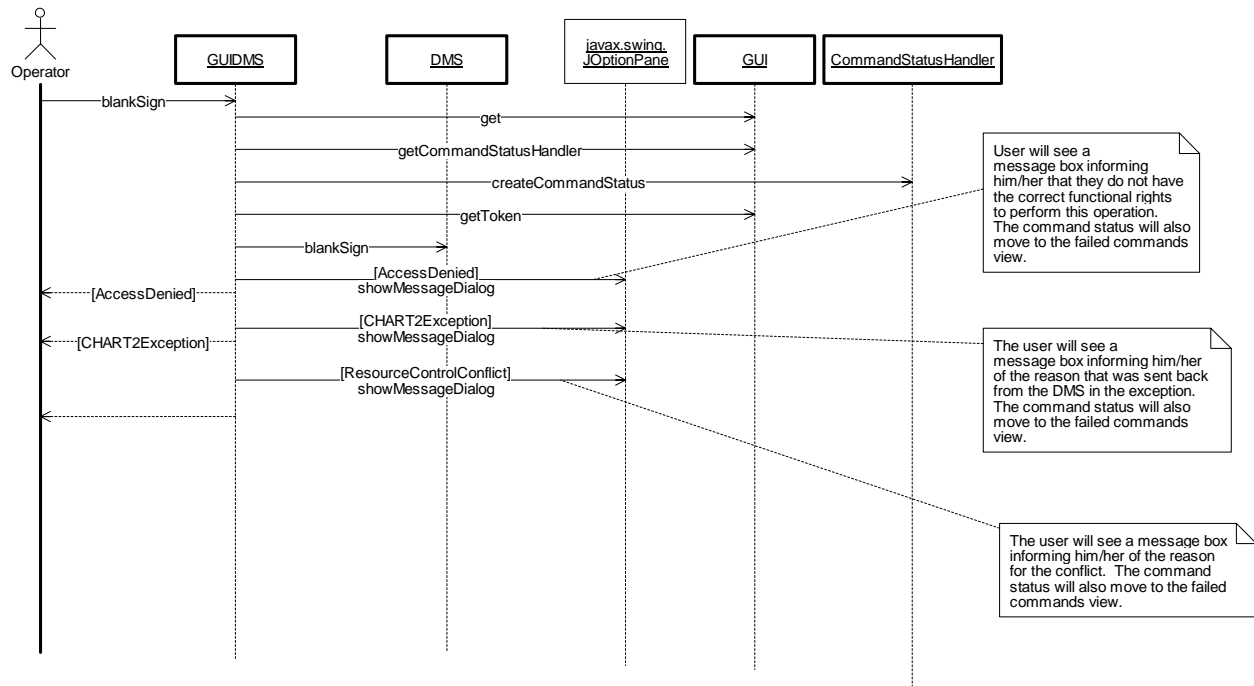 Operator
GUIDMS
DMS
javax.swing.
JOptionPane
GUI
CommandStatusHandler
blankSign
get
getCommandStatusHandler
createCommandStatus
getToken
blankSign
[AccessDenied]
showMessageDialog
[AccessDenied]
[CHART2Exception]
showMessageDialog
[CHART2Exception]
[ResourceControlConflict]
showMessageDialog
User will see a
message box informing
him/her that they do not have
the correct functional rights
to perform this operation.
The command status will also
move to the failed commands
view.
The user will see a
message box informing him/her
of the reason that was sent back
from the DMS in the exception.
The command status will also
move to the failed commands
view.
The user will see a message box
informing him/her of the reason
for the conflict.  The command
status will also move to the failed
commands view.